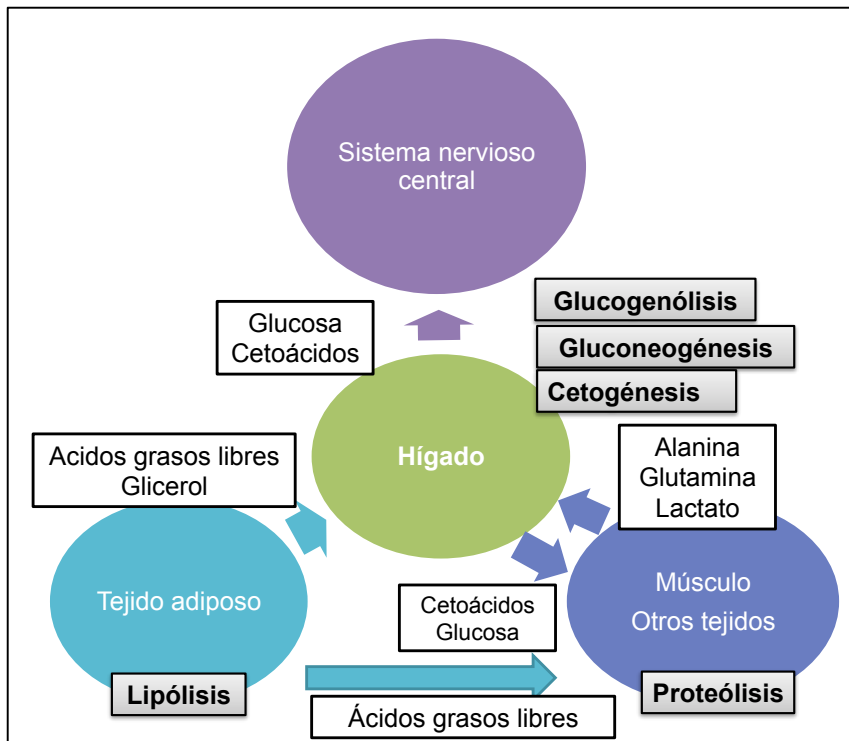 Sistema nervioso
central
Glucosa
Cetoácidos
Glucogenólisis
Gluconeogénesis
Cetogénesis
Hígado
Acidos grasos libres
Glicerol
Alanina
Glutamina
Lactato
Tejido adiposo
Músculo
Otros tejidos
Cetoácidos
Glucosa
Lipólisis
Proteólisis
Ácidos grasos libres